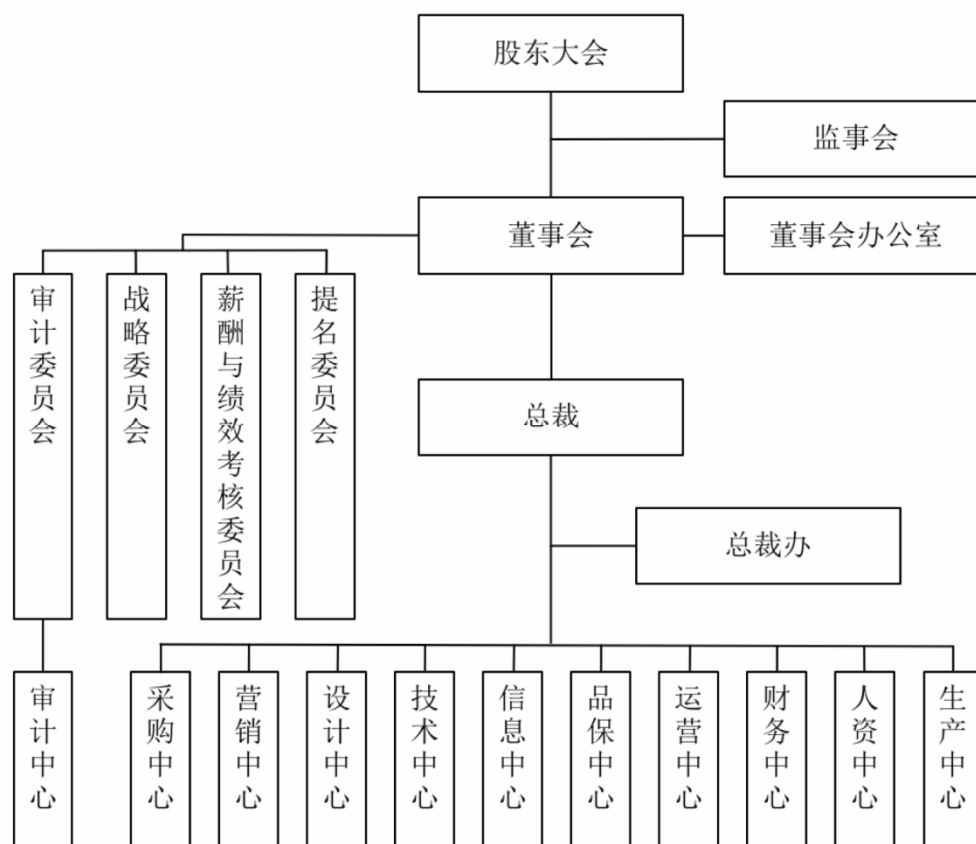 股东大会
监事会
董事会
董事会办公室
审计委员会
战略委员会
薪酬与绩效考核委员会
提名委员会
总裁
总裁办
审计中心
采购中心
营销中心
设计中心
技术中心
信息中心
品保中心
运营中心
财务中心
人资中心
生产中心